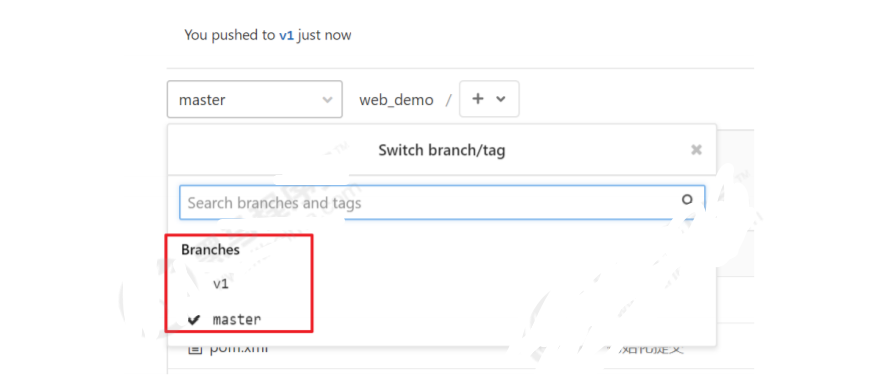 You pushed to v1 just now
master
web_demo / +
Switch branch/tag
Search branches and tags
Branches
v1
master
pom.xml